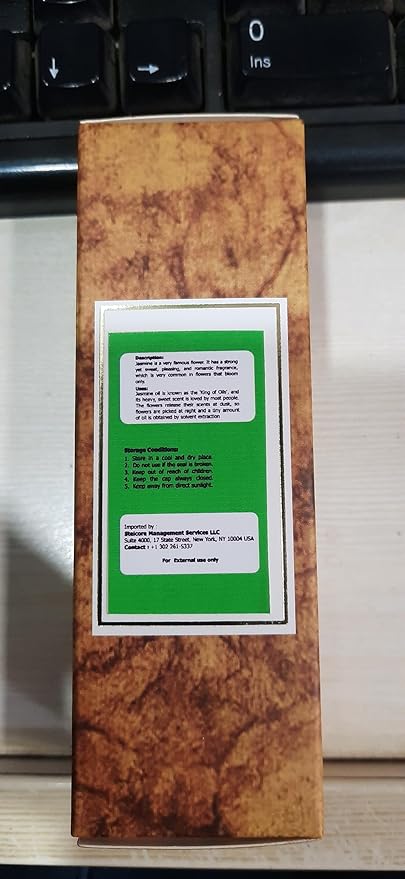 ↓
→
0
Ins
Description:
Jasmine is a very famous flower. It has a strong
yet sweet, pleasing, and romantic fragrance,
which is very common in flowers that bloom
only
Uses:
Jasmine oil is known as the 'King of Oils', and
its heavy, sweet scent is loved by most people.
The flowers release their scents at dusk, so
flowers are picked at night and a tiny amount
of oil is obtained by solvent extraction
Storage Conditions:
1. Store in a cool and dry place.
2. Do not use if the seal is broken.
3. Keep out of reach of children.
4. Keep the cap always closed.
5. Keep away from direct sunlight.
Imported by :
Management Services LLC
Suite 4000, 17 State Street, New York, NY 10004 USA
Contact : +1 302 261-5337
For External use only